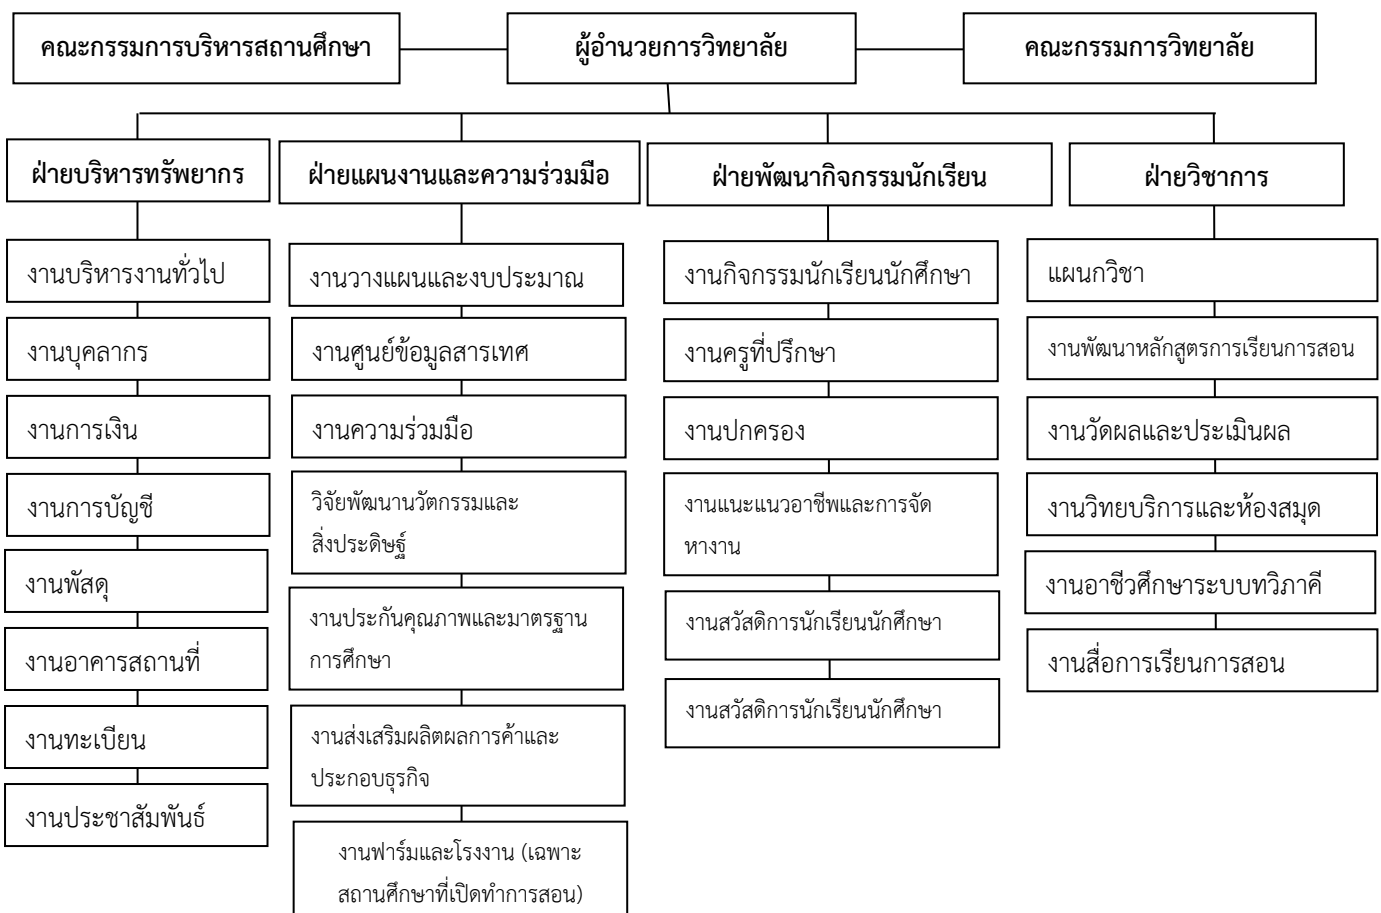 คณะกรรมการบริหารสถานศึกษา
ผู้อำนวยการวิทยาลัย
คณะกรรมการวิทยาลัย
ฝ่ายบริหารทรัพยากร
ฝ่ายแผนงานและความร่วมมือ
ฝ่ายพัฒนากิจกรรมนักเรียน
ฝ่ายวิชาการ
งานบริหารงานทั่วไป
งานบุคลากร
งานการเงิน
งานการบัญชี
งานพัสดุ
งานอาคารสถานที่
งานทะเบียน
งานประชาสัมพันธ์
งานวางแผนและงบประมาณ
งานศูนย์ข้อมูลสารเทศ
งานความร่วมมือ
วิจัยพัฒนานวัตกรรมและ
สิ่งประดิษฐ์
งานประกันคุณภาพและมาตรฐาน
การศึกษา
งานส่งเสริมผลิตผลการค้าและ
ประกอบธุรกิจ
งานฟาร์มและโรงงาน (เฉพาะ
สถานศึกษาที่เปิดทำการสอน)
งานกิจกรรมนักเรียนนักศึกษา
งานครูที่ปรึกษา
งานปกครอง
งานแนะแนวอาชีพและการจัด
หางาน
งานสวัสดิการนักเรียนนักศึกษา
งานสวัสดิการนักเรียนนักศึกษา
แผนกวิชา
งานพัฒนาหลักสูตรการเรียนการสอน
งานวัดผลและประเมินผล
งานวิทยบริการและห้องสมุด
งานอาชีวศึกษาระบบทวิภาคี
งานสื่อการเรียนการสอน